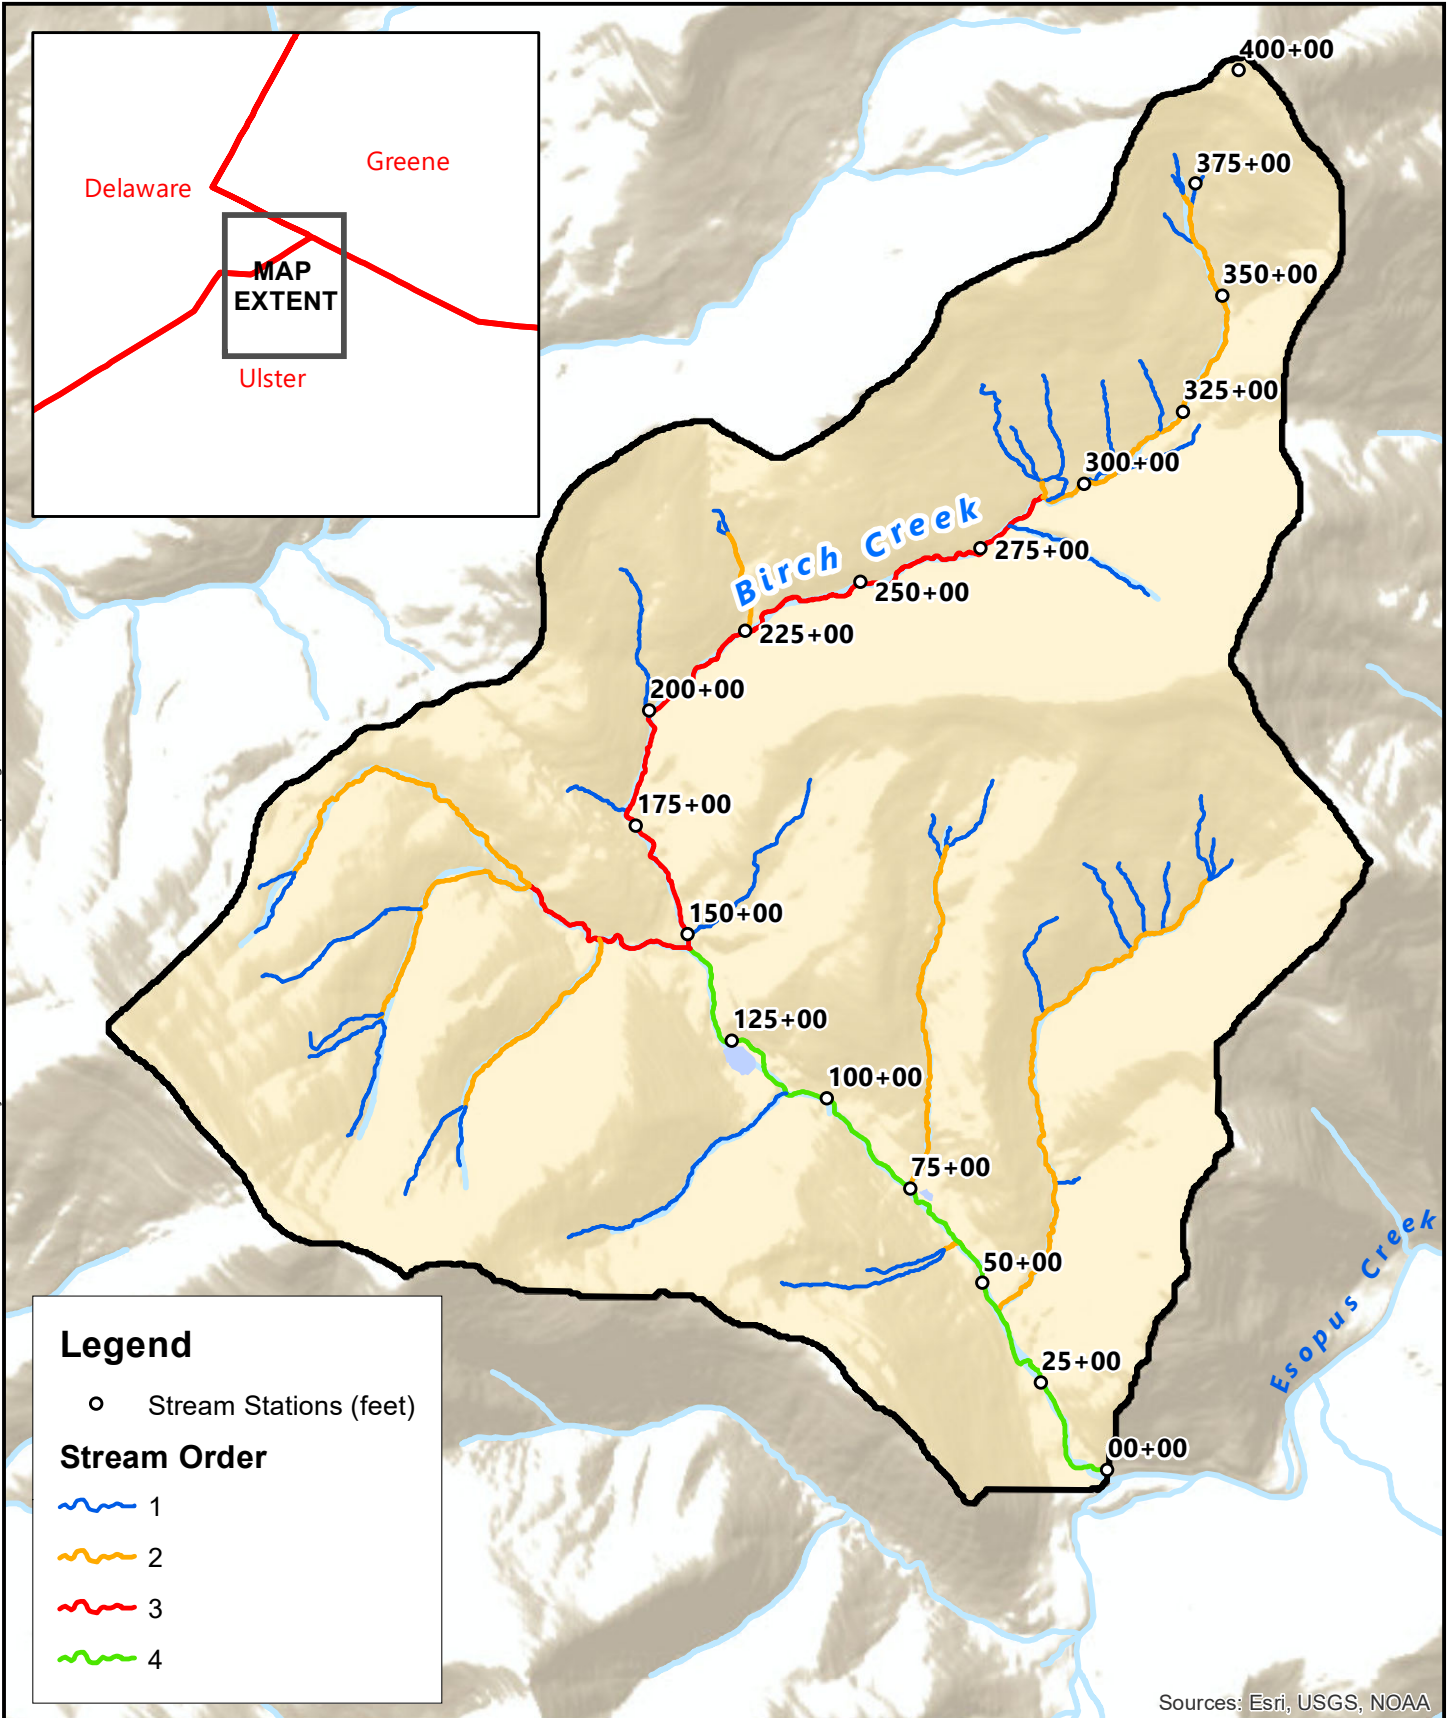 400+00
Greene
Delaware
375+00
MAP
EXTENT
350+00
Ulster
325+00
300+00
Birch Creek
275+00
250+00
225+00
200+00
175+00
150+00
125+00
100+00
75+00
50+00
Esopus Creek
25+00
00+00
Legend
Stream Stations (feet)
Stream Order
1
2
3
4
Sources: Esri, USGS, NOAA